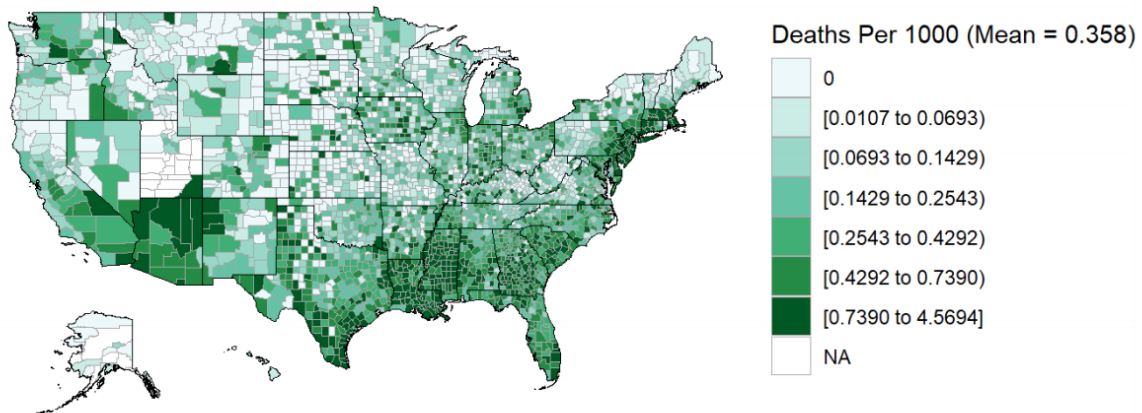 Deaths Per 1000 (Mean = 0.358)
0
[0.0107 to 0.0693)
[0.0693 to 0.1429)
[0.1429 to 0.2543)
[0.2543 to 0.4292)
[0.4292 to 0.7390)
[0.7390 to 4.5694]
NA